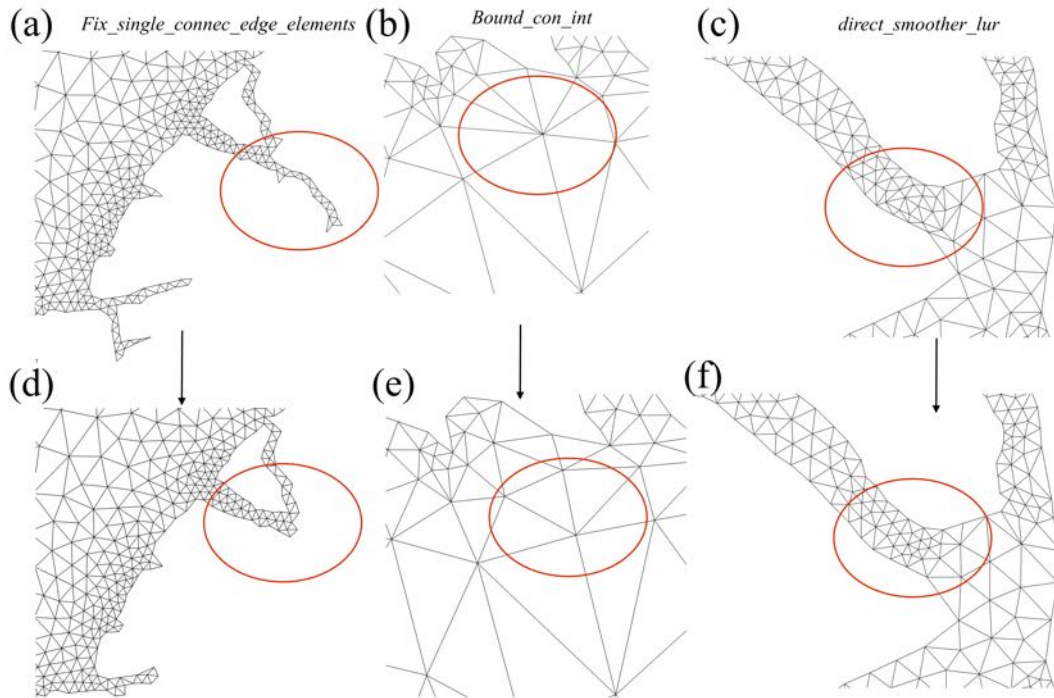 (a) Fix_single_connec_edge_elements (b) Bound_con_int (c) direct_smoother_lur
(d) (e) (f)